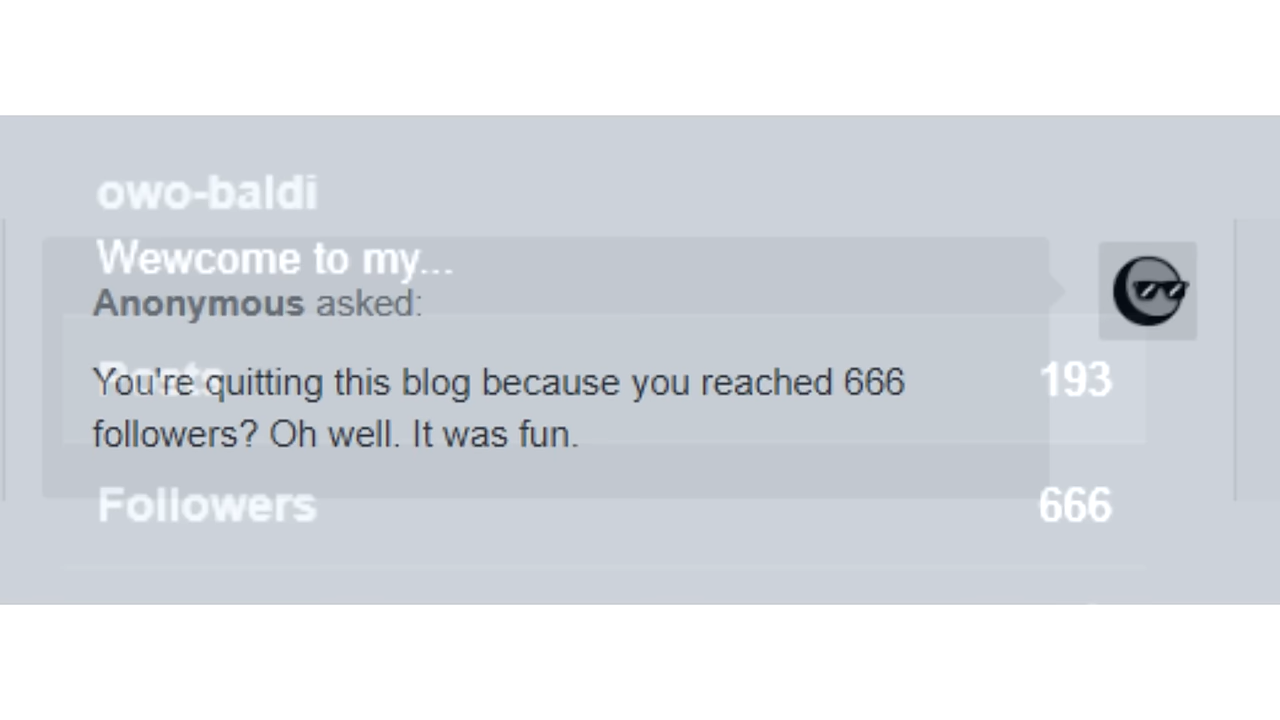 owo-baldi
Wewcome to my...
Anonymous asked:
Posts 193
You're quitting this blog because you reached 666
followers? Oh well. It was fun.
Followers 666